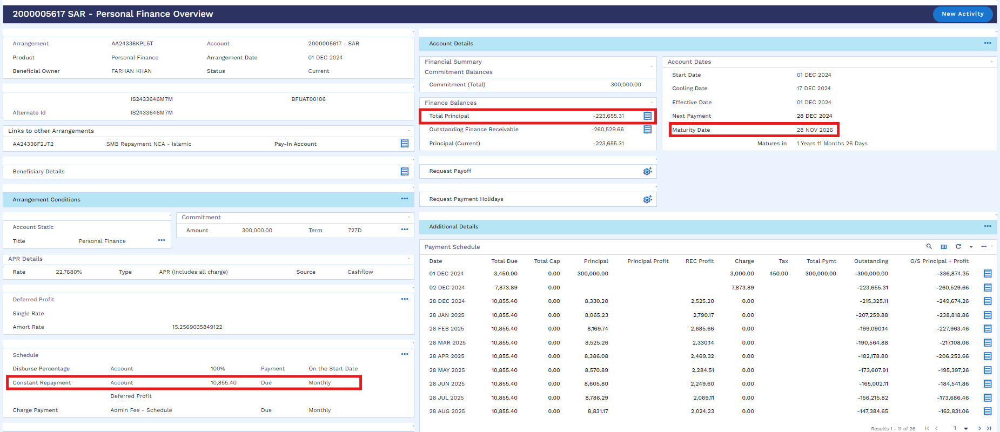 2000005617 SAR - Personal Finance Overview
New Activity
Arrangement AA24336KPL5T Account 2000005617 - SAR
Product Personal Finance Arrangement Date 01 DEC 2024
Beneficial Owner FARHAN KHAN Status Current
IS2433646M7M BFUAT00106
Alternate Id IS2433646M7M
Links to other Arrangements
AA24336F2JT2 SMB Repayment NCA - Islamic Pay-In Account
Beneficiary Details
Arrangement Conditions
Account Static
Title Personal Finance
Commitment
Amount 300,000.00 Term 727D
APR Details
Rate 22.7680% Type APR (Includes all charge) Source Cashflow
Deferred Profit
Single Rate
Amort Rate 15.2569035849122
Schedule
Disburse Percentage Account 100% Payment On the Start Date
Constant Repayment Account 10,855.40 Due Monthly
Deferred Profit
Charge Payment Admin Fee - Schedule Due Monthly
Account Details
Financial Summary
Commitment Balances
Commitment (Total) 300,000.00
Finance Balances
Total Principal -223,655.31
Outstanding Finance Receivable -260,529.66
Principal (Current) -223,655.31
Request Payoff
Request Payment Holidays
Account Dates
Start Date 01 DEC 2024
Cooling Date 17 DEC 2024
Effective Date 01 DEC 2024
Next Payment 28 DEC 2024
Maturity Date 28 NOV 2026
Matures in 1 Years 11 Months 26 Days
Additional Details
Payment Schedule
Date Total Due Total Cap Principal Principal Profit REC Profit Charge Tax Total Pymt Outstanding O/S Principal + Profit
01 DEC 2024 3,450.00 0.00 300,000.00 3,000.00 450.00 300,000.00 -300,000.00 -336,874.35
02 DEC 2024 7,873.89 0.00 7,873.89 -223,655.31 -260,529.66
28 DEC 2024 10,855.40 0.00 8,330.20 2,525.20 0.00 -215,325.11 -249,674.26
28 JAN 2025 10,855.40 0.00 8,065.23 2,790.17 0.00 -207,259.88 -238,818.86
28 FEB 2025 10,855.40 0.00 8,169.74 2,685.66 0.00 -199,090.14 -227,963.46
28 MAR 2025 10,855.40 0.00 8,525.26 2,330.14 0.00 -190,564.88 -217,108.06
28 APR 2025 10,855.40 0.00 8,386.08 2,469.32 0.00 -182,178.80 -206,252.66
28 MAY 2025 10,855.40 0.00 8,570.89 2,284.51 0.00 -173,607.91 -195,397.26
28 JUN 2025 10,855.40 0.00 8,605.80 2,249.60 0.00 -165,002.11 -184,541.86
28 JUL 2025 10,855.40 0.00 8,786.29 2,069.11 0.00 -156,215.82 -173,686.46
28 AUG 2025 10,855.40 0.00 8,831.17 2,024.23 0.00 -147,384.65 -162,831.06
Results 1 - 11 of 26 1